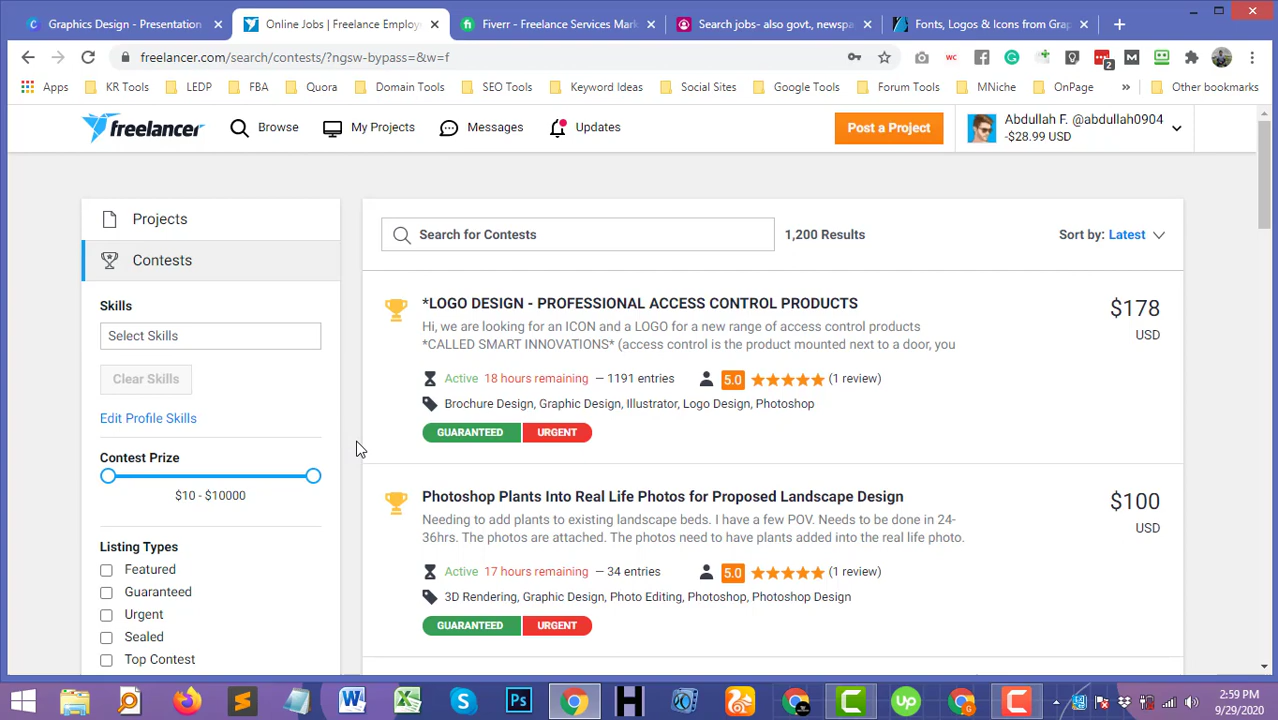 Graphics Design - Presentation
Online Jobs | Freelance Employ
Fiverr - Freelance Services Mark
Search jobs- also govt., newspa
Fonts, Logos & Icons from Grap
freelancer.com/search/contests/?ngsw-bypass=&w=f
WC
2
Apps
KR Tools
LEDP
FBA
Quora
Domain Tools
SEO Tools
Keyword Ideas
Social Sites
Google Tools
Forum Tools
MNiche
OnPage
»
Other bookmarks
freelancer
Browse
My Projects
Messages
Updates
Post a Project
Abdullah F. @abdullah0904
-$28.99 USD
Projects
Contests
Skills
Select Skills
Clear Skills
Edit Profile Skills
Contest Prize
$10 - $10000
Listing Types
Featured
Guaranteed
Urgent
Sealed
Top Contest
Search for Contests
1,200 Results
Sort by: Latest
*LOGO DESIGN - PROFESSIONAL ACCESS CONTROL PRODUCTS
$178
USD
Hi, we are looking for an ICON and a LOGO for a new range of access control products
*CALLED SMART INNOVATIONS* (access control is the product mounted next to a door, you
Active 18 hours remaining – 1191 entries
5.0 (1 review)
Brochure Design, Graphic Design, Illustrator, Logo Design, Photoshop
GUARANTEED URGENT
Photoshop Plants Into Real Life Photos for Proposed Landscape Design
$100
USD
Needing to add plants to existing landscape beds. I have a few POV. Needs to be done in 24-
36hrs. The photos are attached. The photos need to have plants added into the real life photo.
Active 17 hours remaining – 34 entries
5.0 (1 review)
3D Rendering, Graphic Design, Photo Editing, Photoshop, Photoshop Design
GUARANTEED URGENT
Ps
Up
2:59 PM
9/29/2020